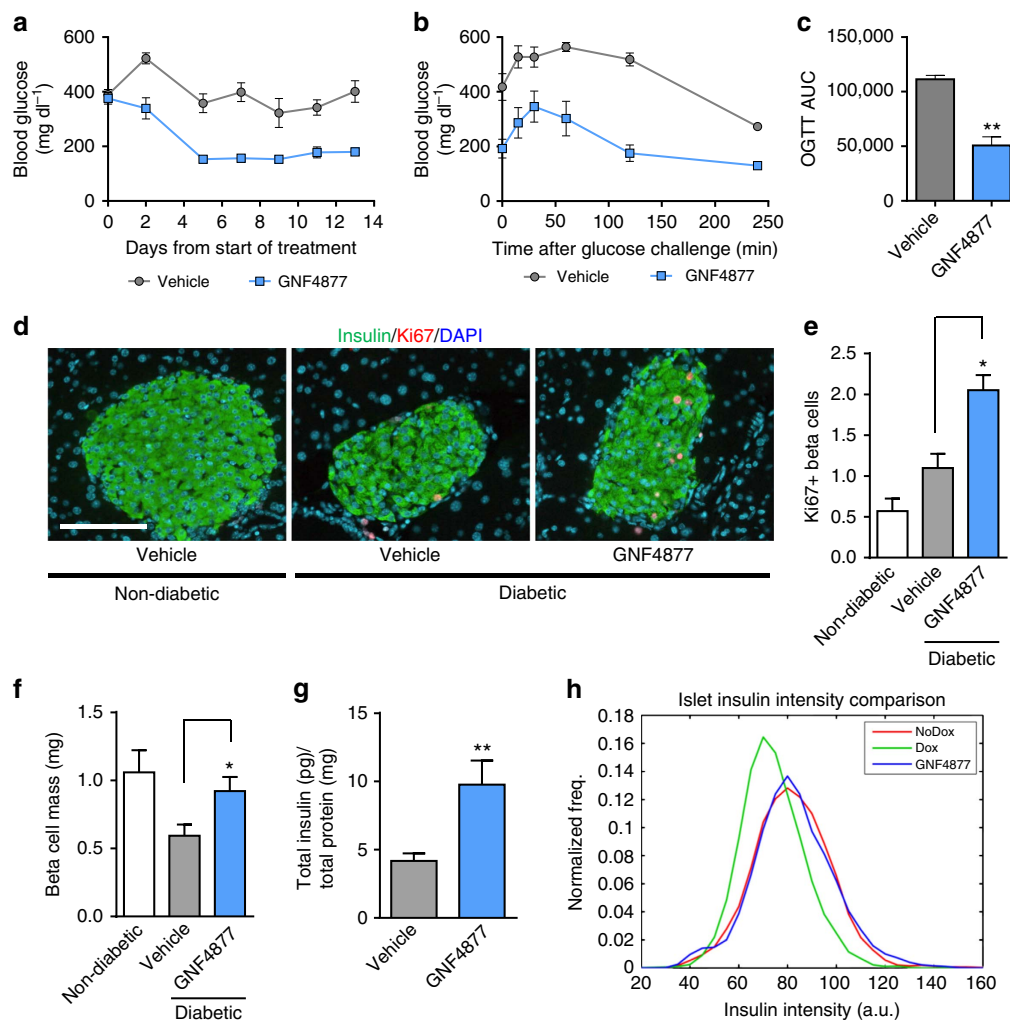 a
600
400
200
0
Blood glucose
(mg dl⁻¹)
0 2 4 6 8 10 12 14
Days from start of treatment
Vehicle GNF4877
b
600
400
200
0
Blood glucose
(mg dl⁻¹)
0 50 100 150 200 250
Time after glucose challenge (min)
Vehicle GNF4877
c
150,000
100,000
50,000
0
OGTT AUC
**
Vehicle
GNF4877
d
Insulin/Ki67/DAPI
Vehicle Vehicle GNF4877
Non-diabetic Diabetic
e
2.5
2.0
1.5
1.0
0.5
0.0
Ki67+ beta cells
*
Non-diabetic
Vehicle
GNF4877
Diabetic
f
1.5
1.0
0.5
0.0
Beta cell mass (mg)
*
Non-diabetic
Vehicle
GNF4877
Diabetic
g
15
10
5
0
Total insulin (pg)/
total protein (mg)
**
Vehicle
GNF4877
h
Islet insulin intensity comparison
0.18
0.16
0.14
0.12
0.1
0.08
0.06
0.04
0.02
0
Normalized freq.
NoDox
Dox
GNF4877
20 40 60 80 100 120 140 160
Insulin intensity (a.u.)